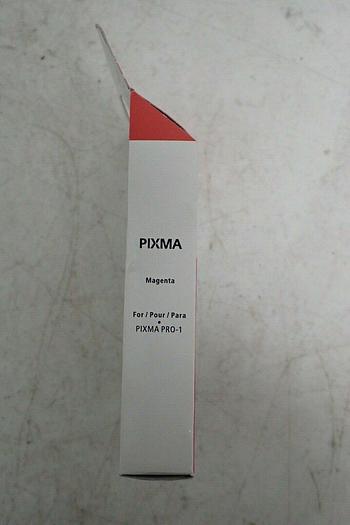 PIXMA
Magenta
For / Pour / Para
•
PIXMA PRO-1